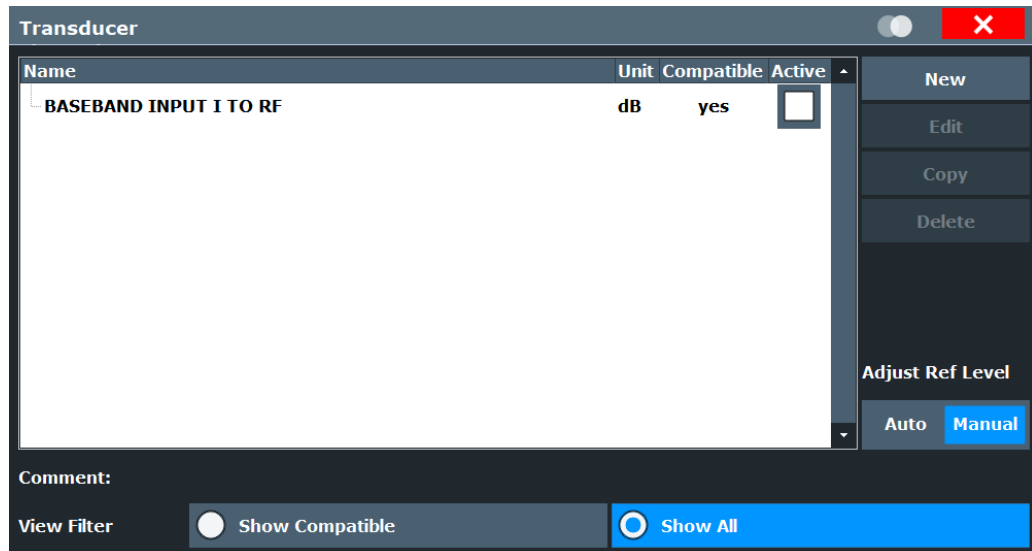 Transducer
Name Unit Compatible Active
BASEBAND INPUT I TO RF dB yes
New
Edit
Copy
Delete
Adjust Ref Level
Auto Manual
Comment:
View Filter Show Compatible Show All